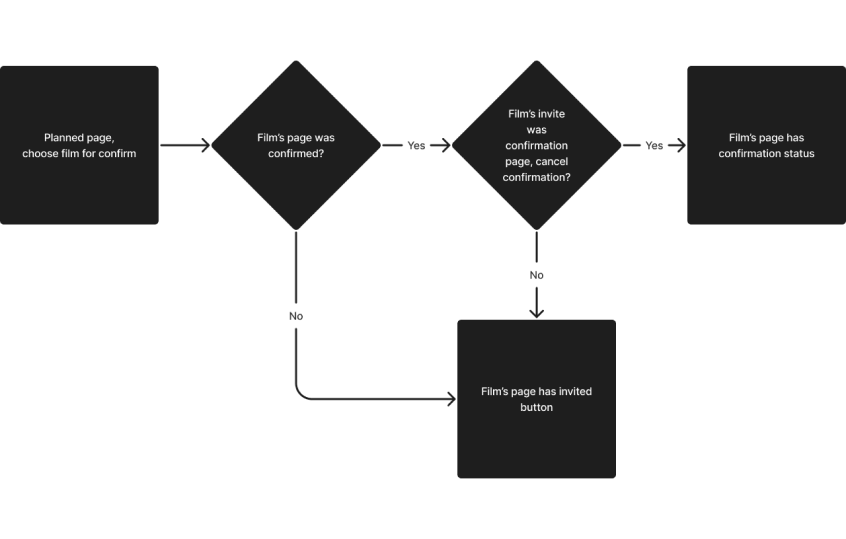 Planned page,
choose film for confirm
Film's page was
confirmed?
Yes
Film's invite
was
confirmation
page, cancel
confirmation?
Yes
Film's page has
confirmation status
No
No
Film's page has invited
button